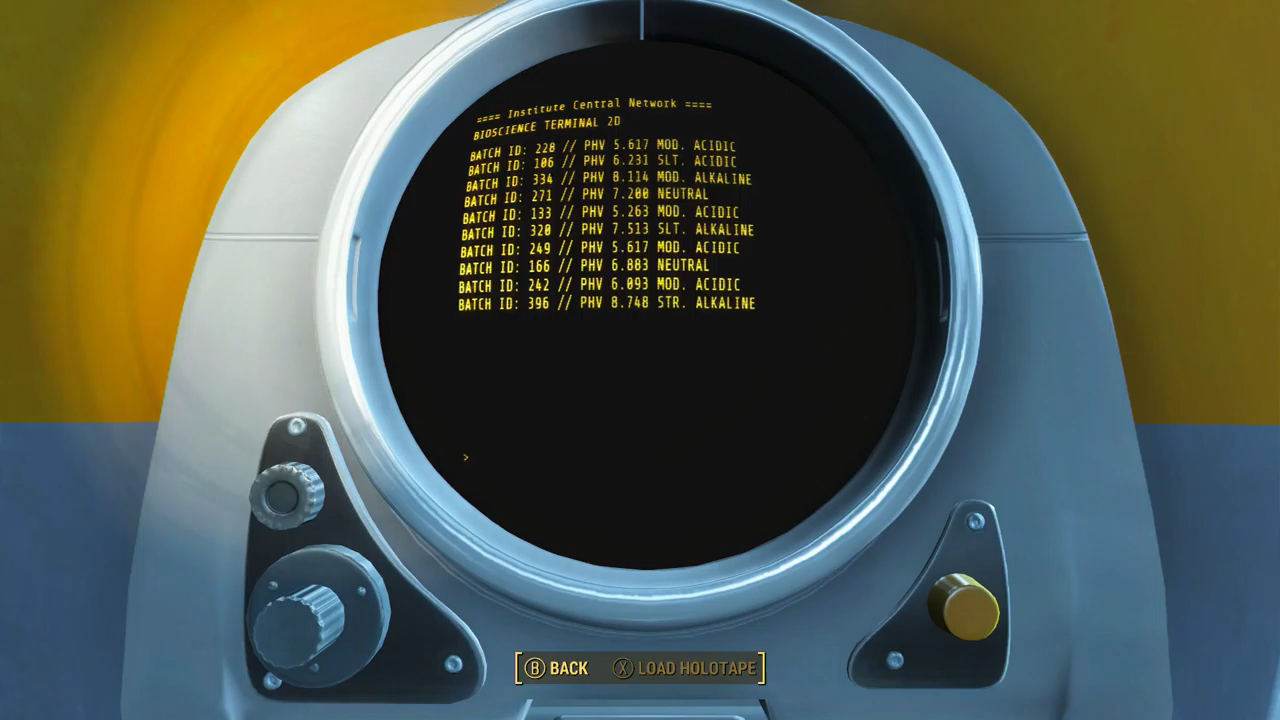 ==== Institute Central Network ====
BIOSCIENCE TERMINAL 2D
BATCH ID: 228 // PHV 5.617 MOD. ACIDIC
BATCH ID: 106 // PHV 6.231 SLT. ACIDIC
BATCH ID: 334 // PHV 8.114 MOD. ALKALINE
BATCH ID: 271 // PHV 7.200 NEUTRAL
BATCH ID: 133 // PHV 5.263 MOD. ACIDIC
BATCH ID: 320 // PHV 7.513 SLT. ALKALINE
BATCH ID: 249 // PHV 5.617 MOD. ACIDIC
BATCH ID: 166 // PHV 6.883 NEUTRAL
BATCH ID: 242 // PHV 6.093 MOD. ACIDIC
BATCH ID: 396 // PHV 8.748 STR. ALKALINE
>
B) BACK X) LOAD HOLOTAPE